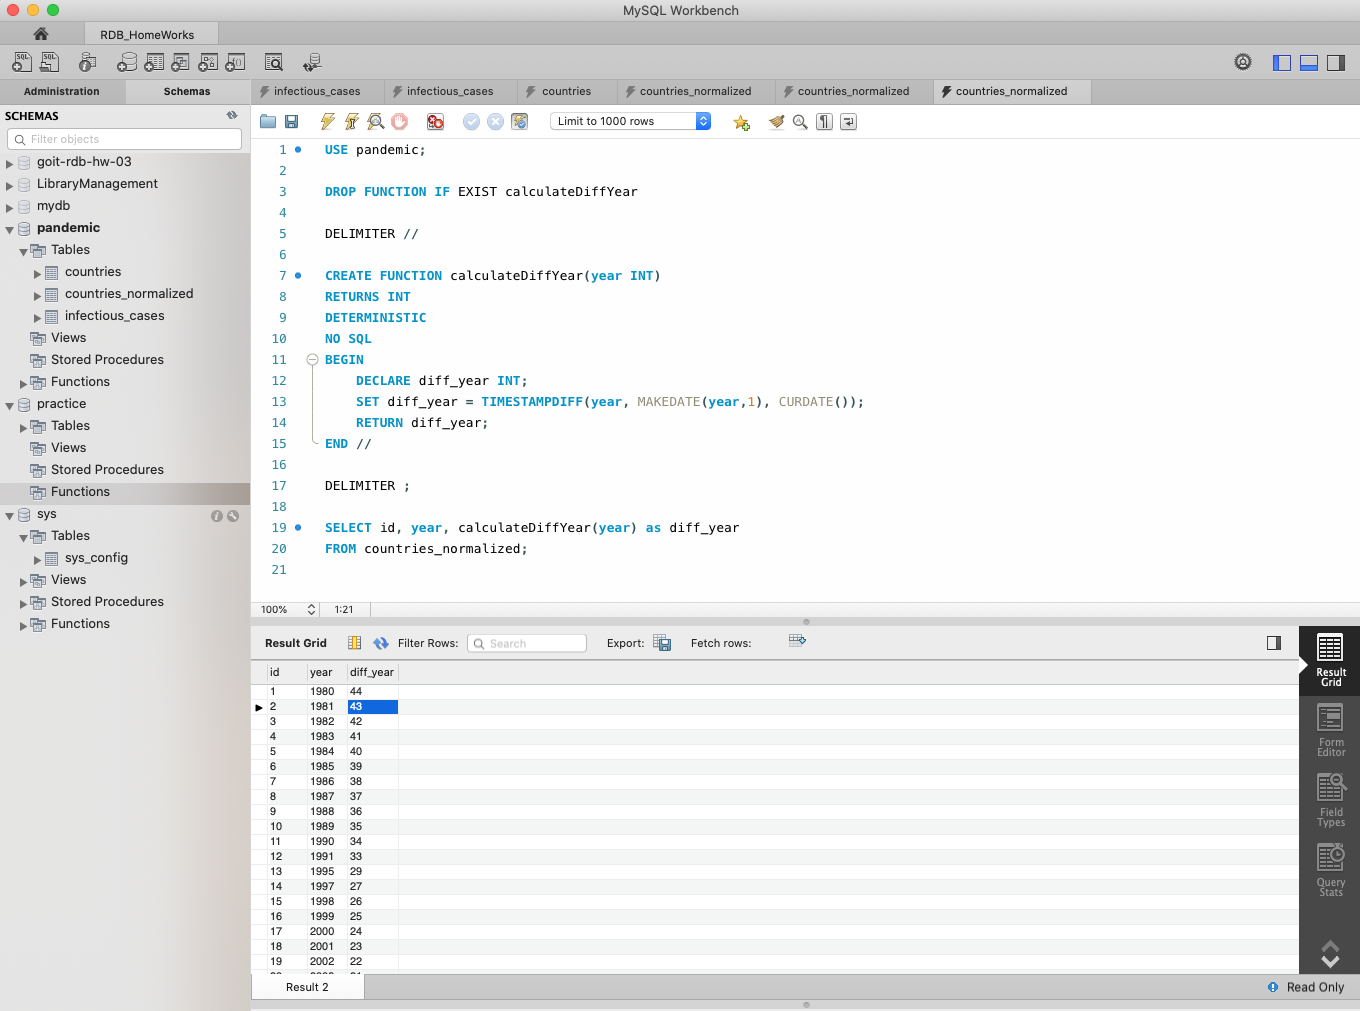 MySQL Workbench
RDB_HomeWorks
Administration
Schemas
infectious_cases
infectious_cases
countries
countries_normalized
countries_normalized
countries_normalized
SCHEMAS
Filter objects
goit-rdb-hw-03
LibraryManagement
mydb
pandemic
Tables
countries
countries_normalized
infectious_cases
Views
Stored Procedures
Functions
practice
Tables
Views
Stored Procedures
Functions
sys
Tables
sys_config
Views
Stored Procedures
Functions
Limit to 1000 rows
1 USE pandemic;
2
3 DROP FUNCTION IF EXIST calculateDiffYear
4
5 DELIMITER //
6
7 CREATE FUNCTION calculateDiffYear(year INT)
8 RETURNS INT
9 DETERMINISTIC
10 NO SQL
11 BEGIN
12 DECLARE diff_year INT;
13 SET diff_year = TIMESTAMPDIFF(year, MAKEDATE(year,1), CURDATE());
14 RETURN diff_year;
15 END //
16
17 DELIMITER ;
18
19 SELECT id, year, calculateDiffYear(year) as diff_year
20 FROM countries_normalized;
21
100% 1:21
Result Grid Filter Rows: Search Export: Fetch rows:
id year diff_year
1 1980 44
2 1981 43
3 1982 42
4 1983 41
5 1984 40
6 1985 39
7 1986 38
8 1987 37
9 1988 36
10 1989 35
11 1990 34
12 1991 33
13 1995 29
14 1997 27
15 1998 26
16 1999 25
17 2000 24
18 2001 23
19 2002 22
Result
Grid
Form
Editor
Field
Types
Query
Stats
Result 2
Read Only